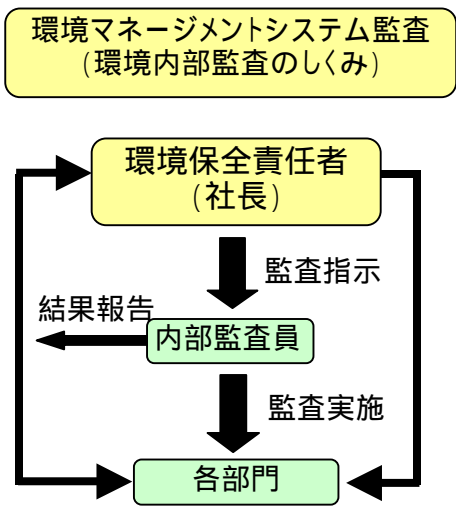 環境マネージメントシステム監査
(環境内部監査のしくみ)
環境保全責任者
(社長)
監査指示
結果報告
内部監査員
監査実施
各部門